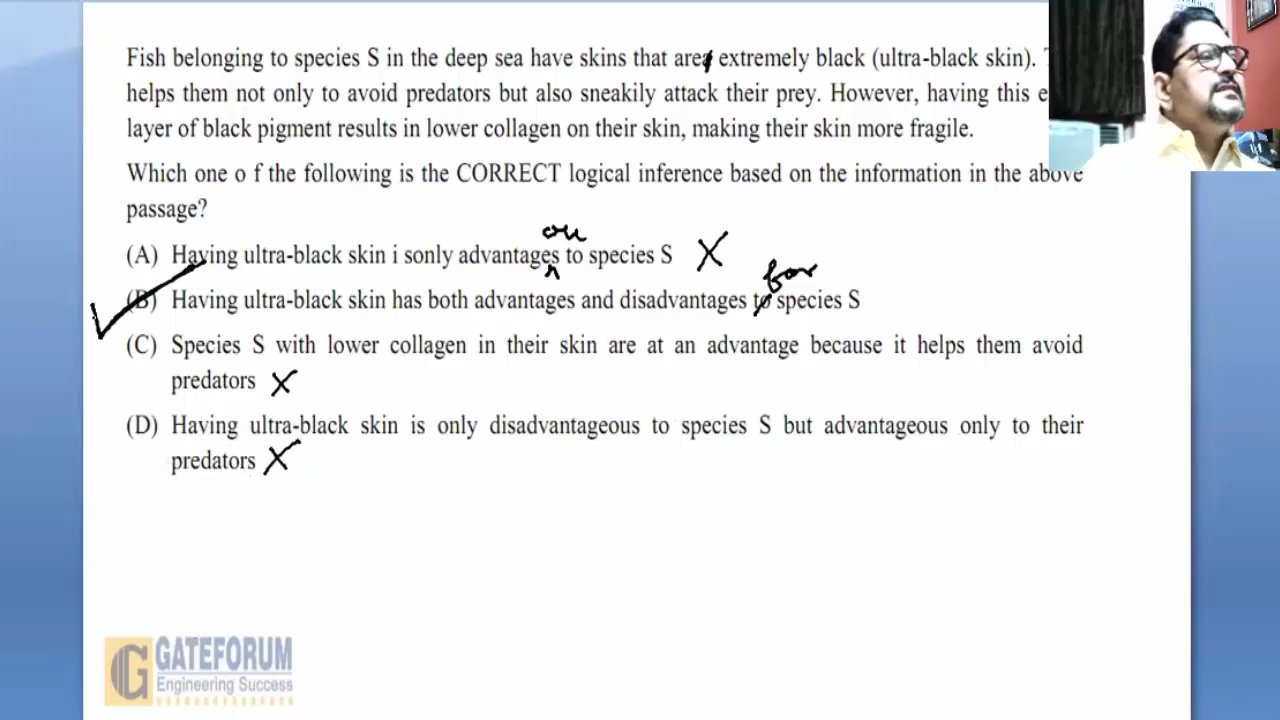 Fish belonging to species S in the deep sea have skins that are extremely black (ultra-black skin). T
helps them not only to avoid predators but also sneakily attack their prey. However, having this e
layer of black pigment results in lower collagen on their skin, making their skin more fragile.
Which one o f the following is the CORRECT logical inference based on the information in the above
passage?
ou
(A) Having ultra-black skin i sonly advantages to species S X
for
(B) Having ultra-black skin has both advantages and disadvantages to species S
(C) Species S with lower collagen in their skin are at an advantage because it helps them avoid
predators X
(D) Having ultra-black skin is only disadvantageous to species S but advantageous only to their
predators X
GATEFORUM
Engineering Success